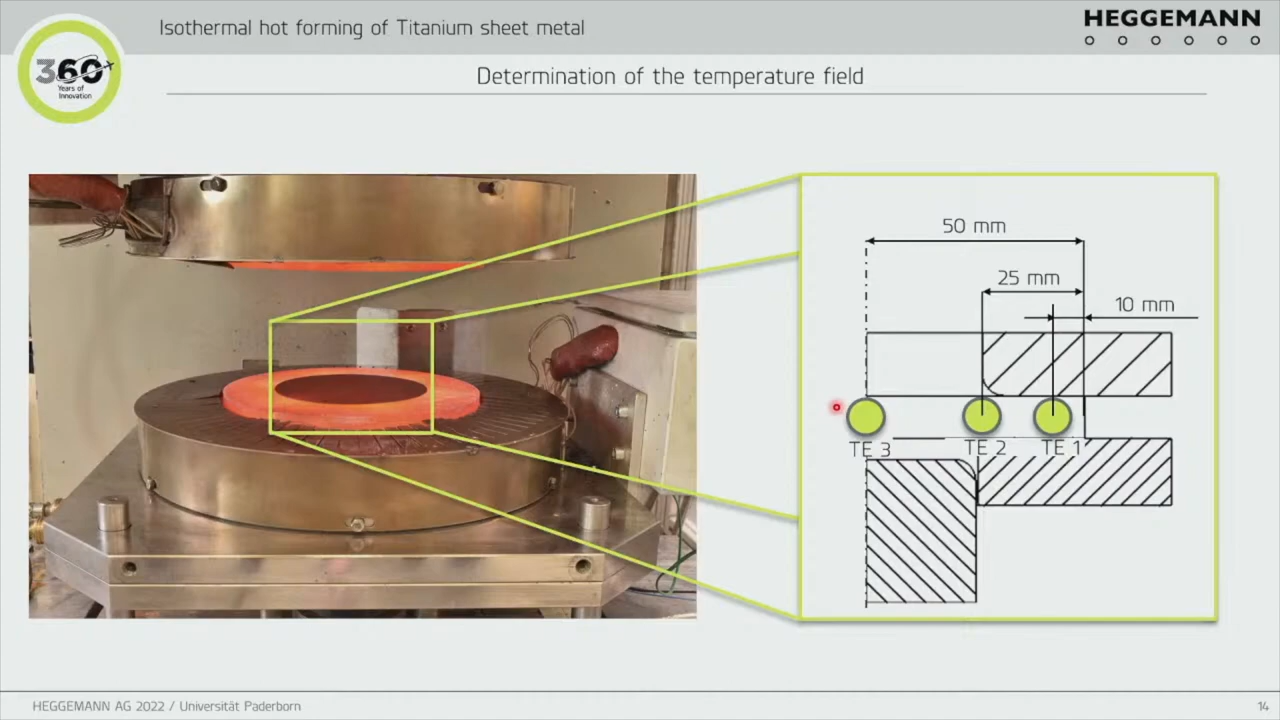 Isothermal hot forming of Titanium sheet metal
HEGGEMANN
360°
Years of
Innovation
Determination of the temperature field
50 mm
25 mm
10 mm
TE 3
TE 2
TE 1
HEGGEMANN AG 2022 / Universität Paderborn
14